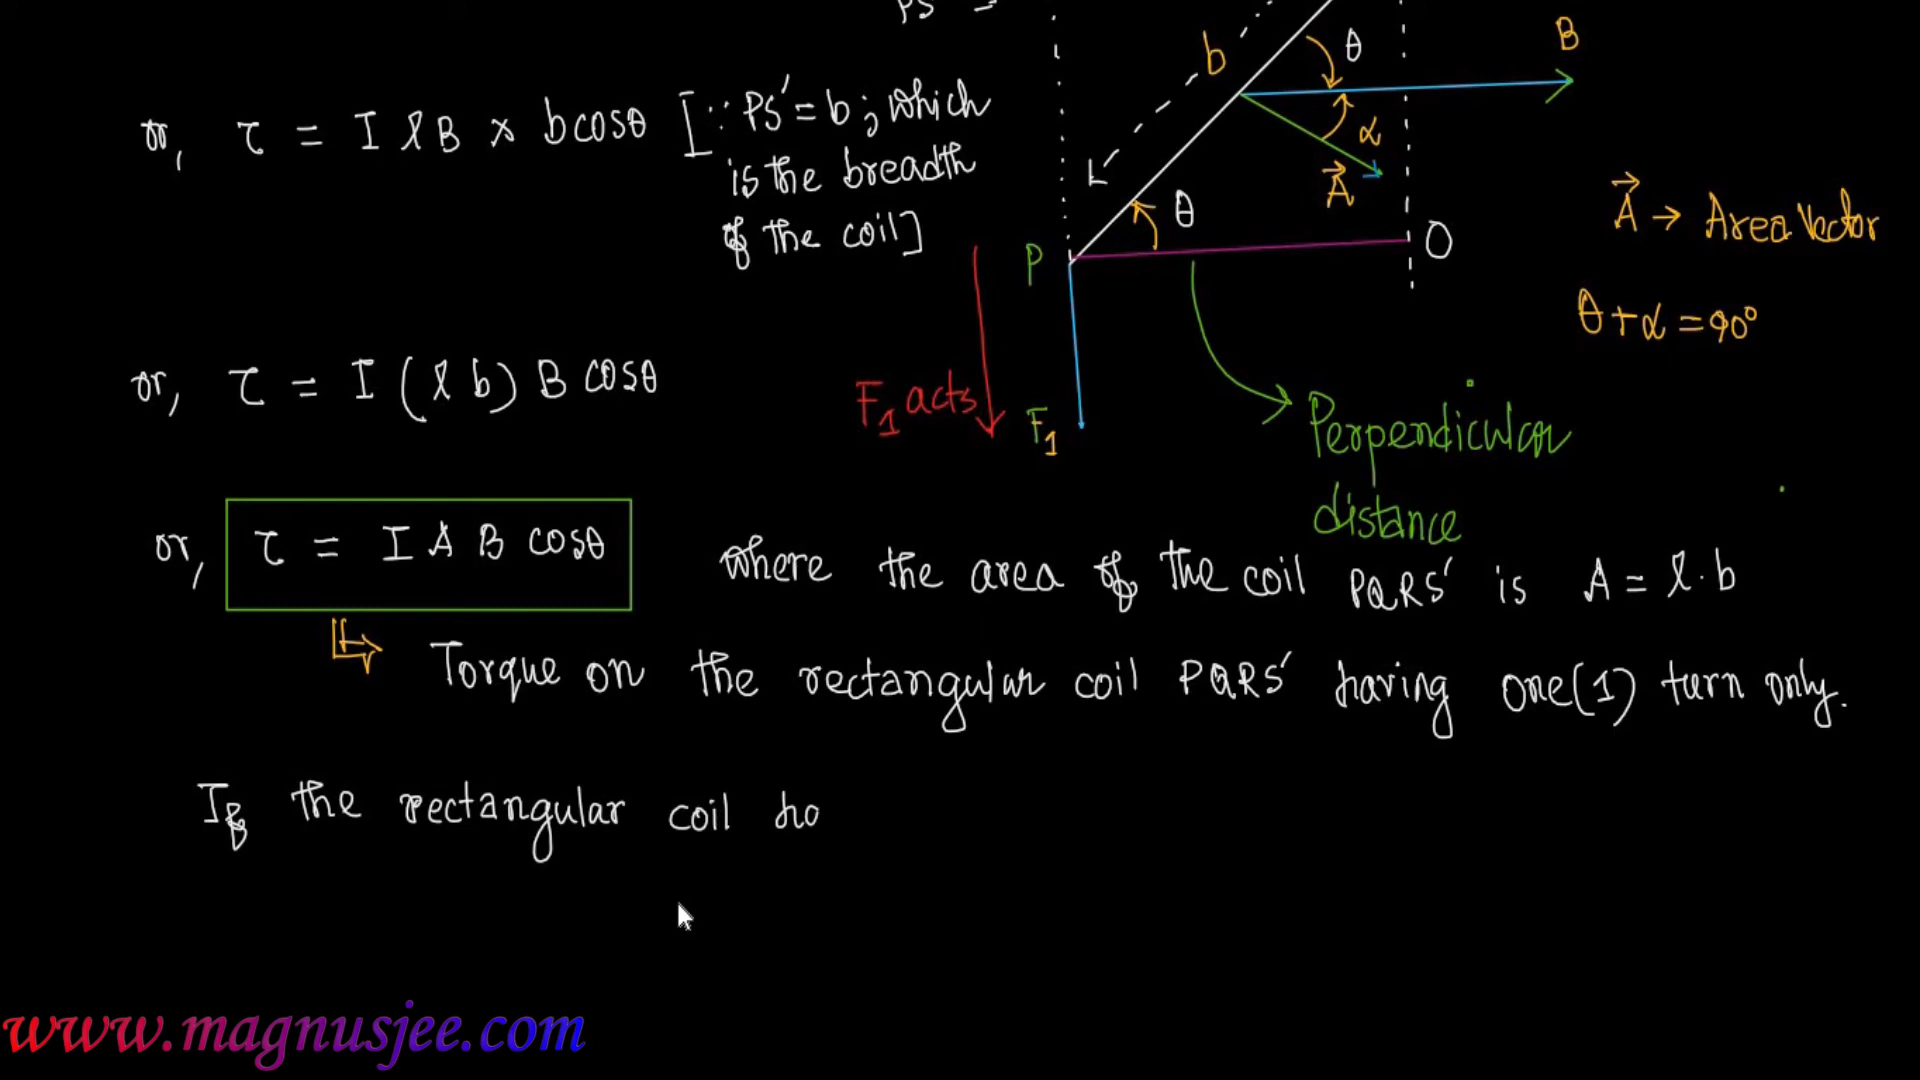 PS' =
or, τ = I l B × b cosθ [∵ PS' = b ; which
is the breadth
of the coil]
b
θ
B
α
A⃗
θ
P
O
A⃗ → Area Vector
θ + α = 90°
or, τ = I (l b) B cosθ
F₁ acts
F₁
Perpendicular
distance
or, τ = I A B cosθ where the area of the coil PQRS' is A = l . b
Torque on the rectangular coil PQRS' having one(1) turn only.
If the rectangular coil ha
www.magnusjee.com